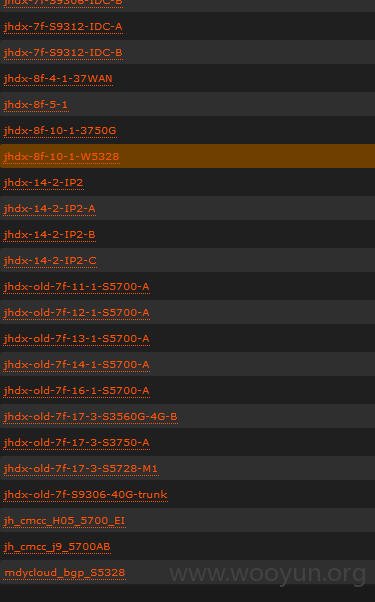 jhdx-7f-S9306-IDC-B
jhdx-7f-S9312-IDC-A
jhdx-7f-S9312-IDC-B
jhdx-8f-4-1-37WAN
jhdx-8f-5-1
jhdx-8f-10-1-3750G
jhdx-8f-10-1-W5328
jhdx-14-2-IP2
jhdx-14-2-IP2-A
jhdx-14-2-IP2-B
jhdx-14-2-IP2-C
jhdx-old-7f-11-1-S5700-A
jhdx-old-7f-12-1-S5700-A
jhdx-old-7f-13-1-S5700-A
jhdx-old-7f-14-1-S5700-A
jhdx-old-7f-16-1-S5700-A
jhdx-old-7f-17-3-S3560G-4G-B
jhdx-old-7f-17-3-S3750-A
jhdx-old-7f-17-3-S5728-M1
jhdx-old-7f-S9306-40G-trunk
jh_cmcc_H05_5700_EI
jh_cmcc_j9_5700AB
mdycloud_bgp_S5328
www.wooyun.org